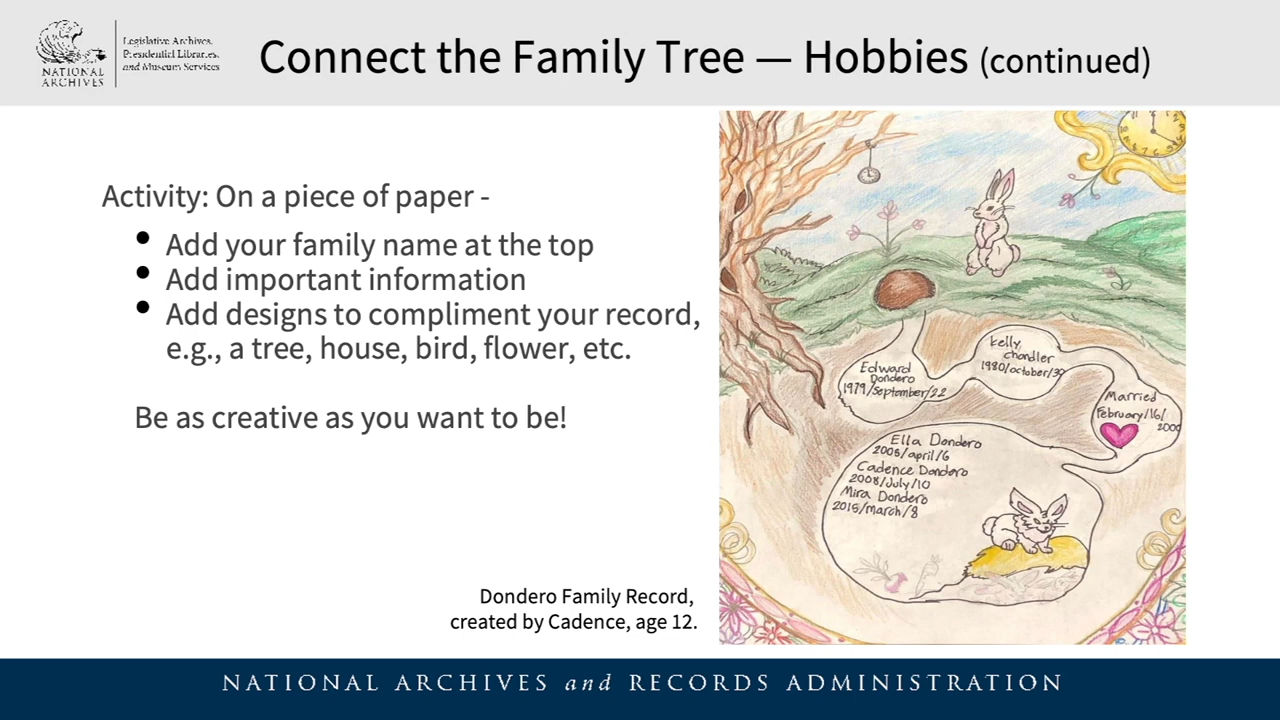 Legislative Archives,
Presidential Libraries,
and Museum Services
NATIONAL
ARCHIVES
Connect the Family Tree — Hobbies (continued)
Activity: On a piece of paper -
• Add your family name at the top
• Add important information
• Add designs to compliment your record,
e.g., a tree, house, bird, flower, etc.
Be as creative as you want to be!
Dondero Family Record,
created by Cadence, age 12.
Kelly
chandler
1980/october/30
Edward
Dondero
1979/September/22
Married
February/16/
2000
Ella Dondero
2005/april/6
Cadence Dondero
2008/July/10
Mira Dondero
2015/march/8
NATIONAL ARCHIVES and RECORDS ADMINISTRATION